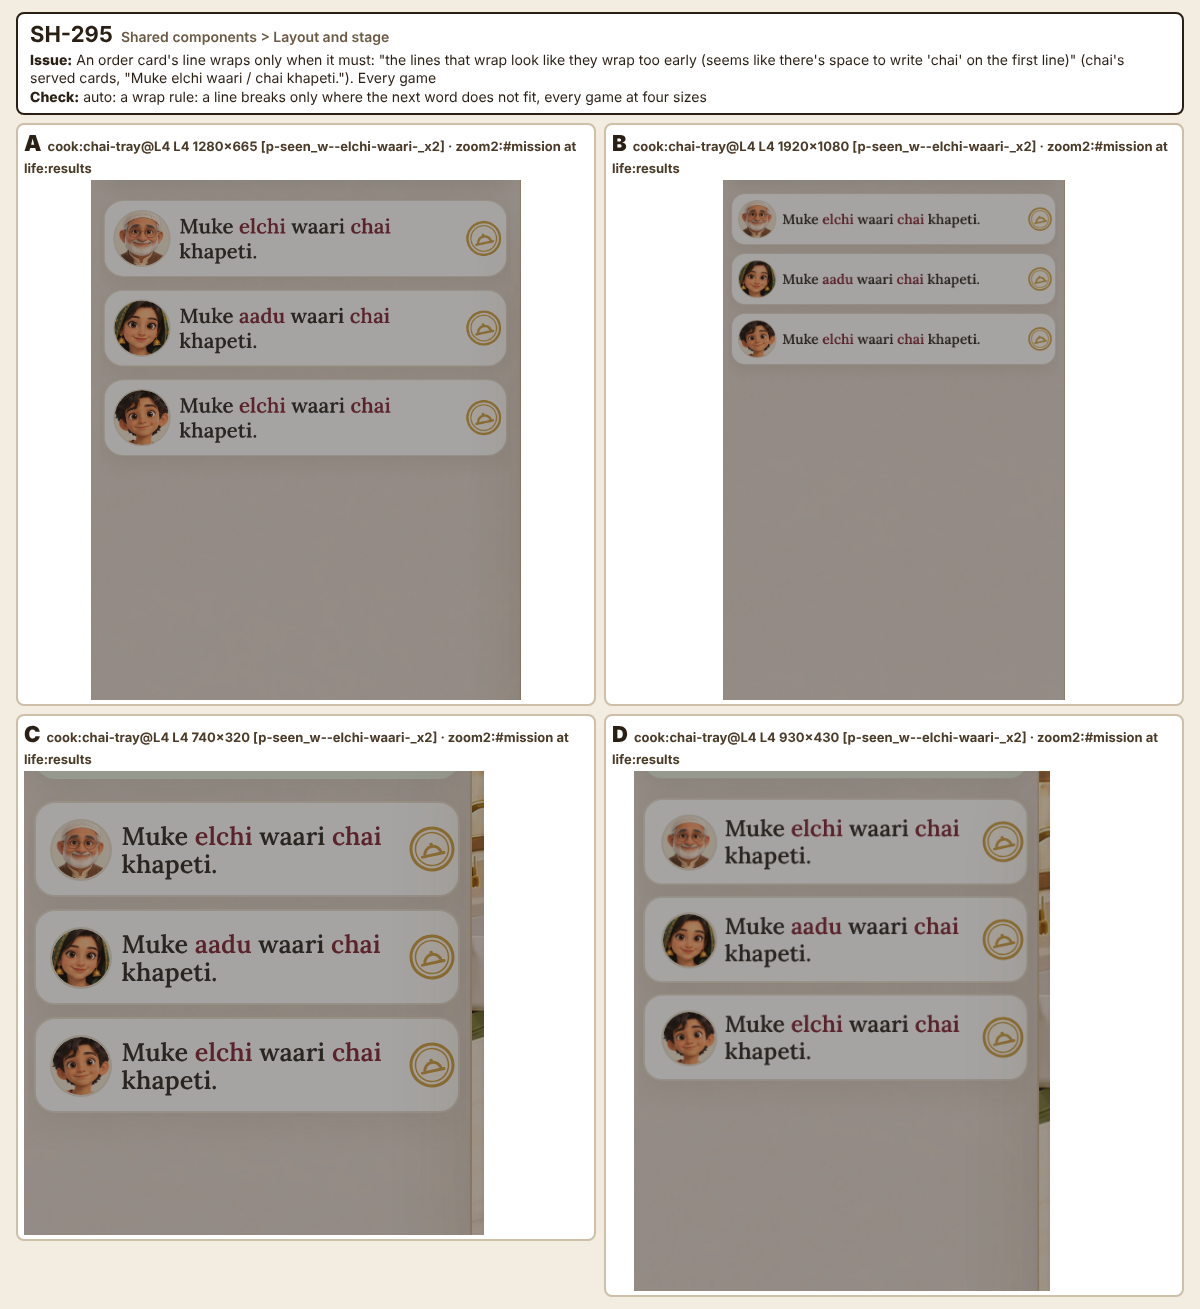 SH-295 Shared components > Layout and stage
Issue: An order card's line wraps only when it must: "the lines that wrap look like they wrap too early (seems like there's space to write 'chai' on the first line)" (chai's
served cards, "Muke elchi waari / chai khapeti."). Every game
Check: auto: a wrap rule: a line breaks only where the next word does not fit, every game at four sizes
A cook:chai-tray@L4 L4 1280×665 [p-seen_w--elchi-waari-_x2] · zoom2:#mission at
life:results
Muke elchi waari chai
khapeti.
Muke aadu waari chai
khapeti.
Muke elchi waari chai
khapeti.
B cook:chai-tray@L4 L4 1920×1080 [p-seen_w--elchi-waari-_x2] · zoom2:#mission at
life:results
Muke elchi waari chai khapeti.
Muke aadu waari chai khapeti.
Muke elchi waari chai khapeti.
C cook:chai-tray@L4 L4 740×320 [p-seen_w--elchi-waari-_x2] · zoom2:#mission at
life:results
Muke elchi waari chai
khapeti.
Muke aadu waari chai
khapeti.
Muke elchi waari chai
khapeti.
D cook:chai-tray@L4 L4 930×430 [p-seen_w--elchi-waari-_x2] · zoom2:#mission at
life:results
Muke elchi waari chai
khapeti.
Muke aadu waari chai
khapeti.
Muke elchi waari chai
khapeti.